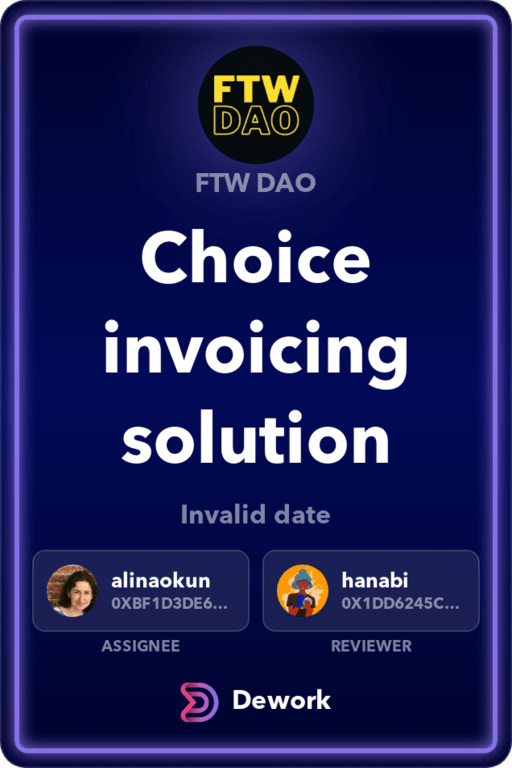 FTW
DAO
FTW DAO
Choice
invoicing
solution
Invalid date
alinaokun
0XBF1D3DE6...
hanabi
0X1DD6245C...
ASSIGNEE
REVIEWER
Dework